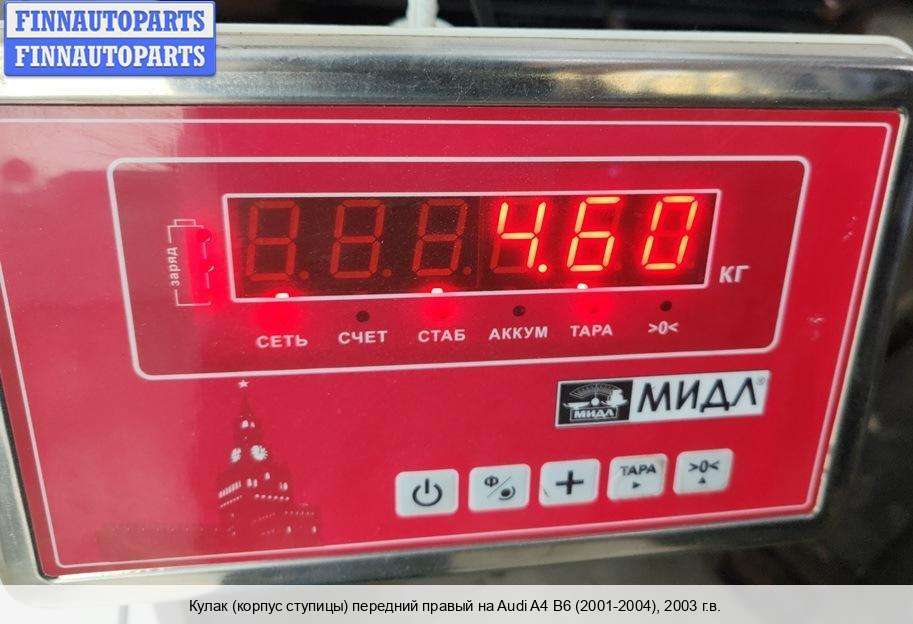 FINNAUTOPARTS
FINNAUTOPARTS
заряд
4.60
КГ
СЕТЬ СЧЕТ СТАБ АККУМ ТАРА >0<
МИДЛ МИДЛ®
Ф/ + ТАРА >0<
Кулак (корпус ступицы) передний правый на Audi A4 B6 (2001-2004), 2003 г.в.